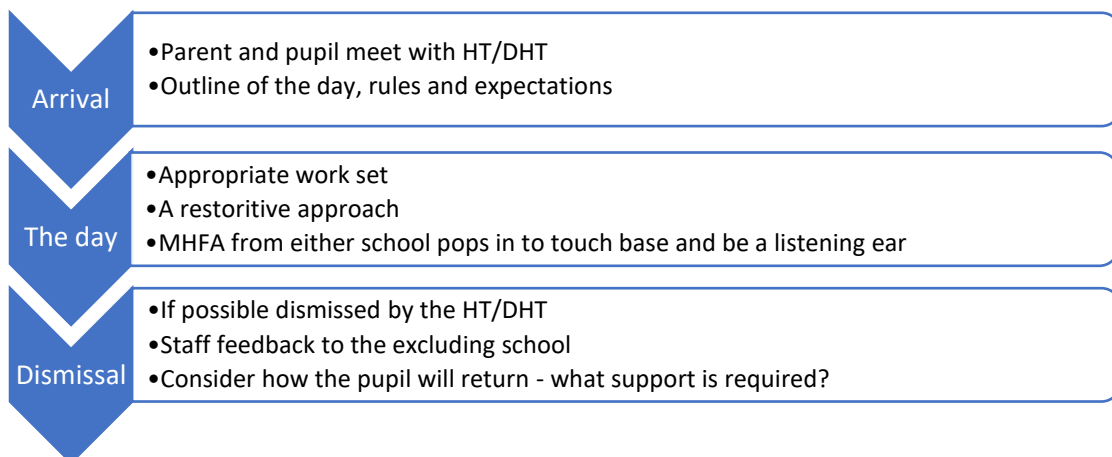 Arrival
•Parent and pupil meet with HT/DHT
•Outline of the day, rules and expectations
The day
•Appropriate work set
•A restoritive approach
•MHFA from either school pops in to touch base and be a listening ear
Dismissal
•If possible dismissed by the HT/DHT
•Staff feedback to the excluding school
•Consider how the pupil will return - what support is required?